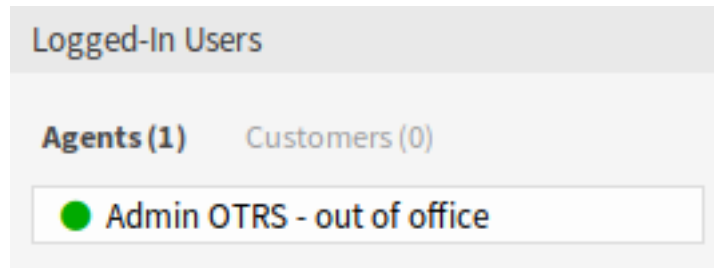 Logged-In Users
Agents (1) Customers (0)
Admin OTRS - out of office